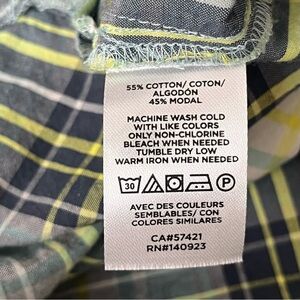 55% COTTON/ COTON/
ALGODÓN
45% MODAL
MACHINE WASH COLD
WITH LIKE COLORS
ONLY NON-CHLORINE
BLEACH WHEN NEEDED
TUMBLE DRY LOW
WARM IRON WHEN NEEDED
30 P
AVEC DES COULEURS
SEMBLABLES/ CON
COLORES SIMILARES
CA#57421
RN#140923